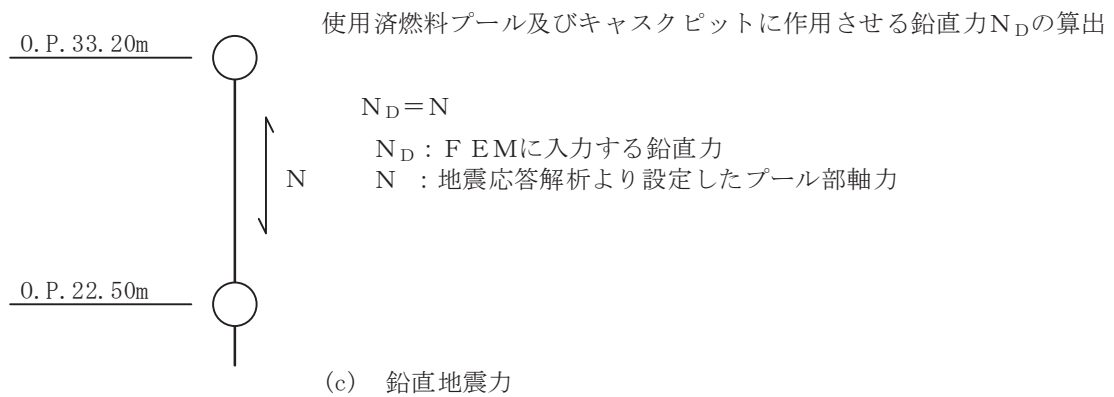 使用済燃料プール及びキャスクピットに作用させる鉛直力NDの算出
O.P.33.20m
ND＝N
ND：ＦＥＭに入力する鉛直力
N ：地震応答解析より設定したプール部軸力
N
O.P.22.50m
(c) 鉛直地震力